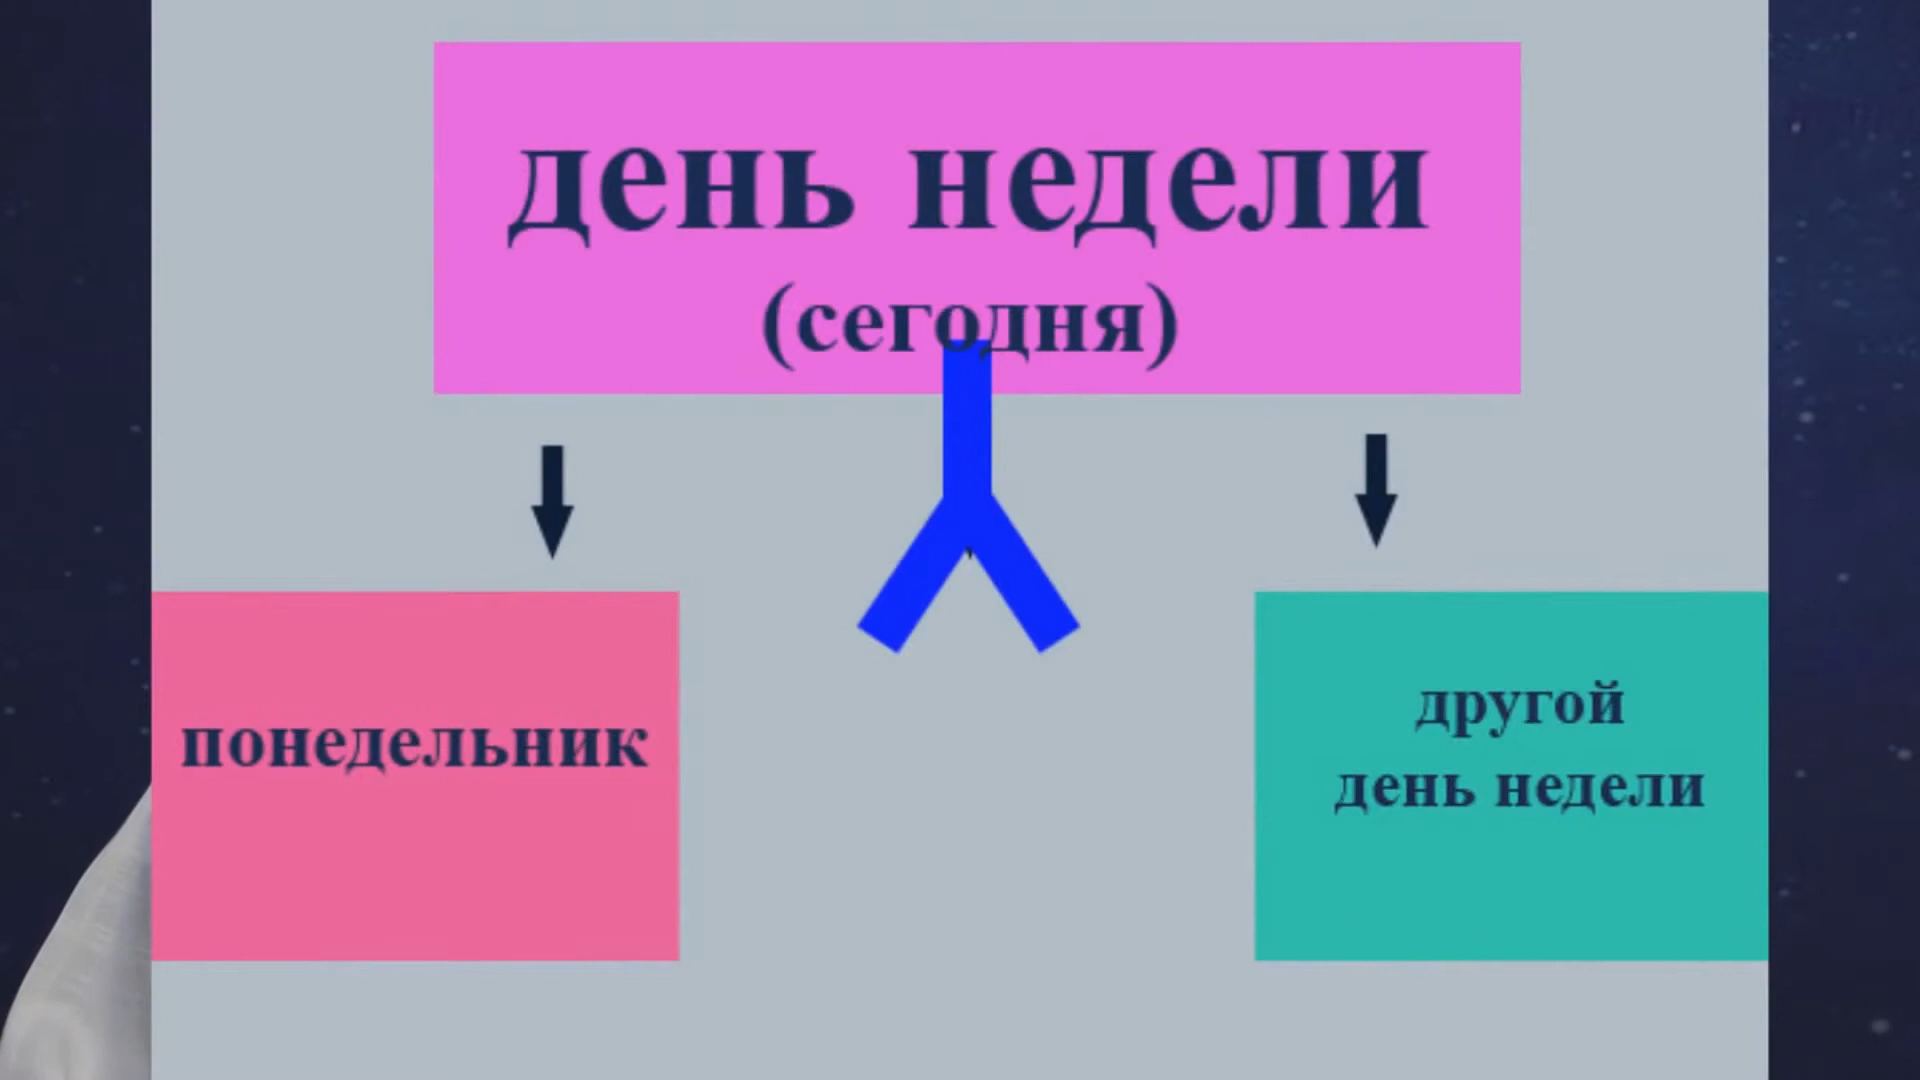 день недели
(сегодня)
понедельник
другой
день недели